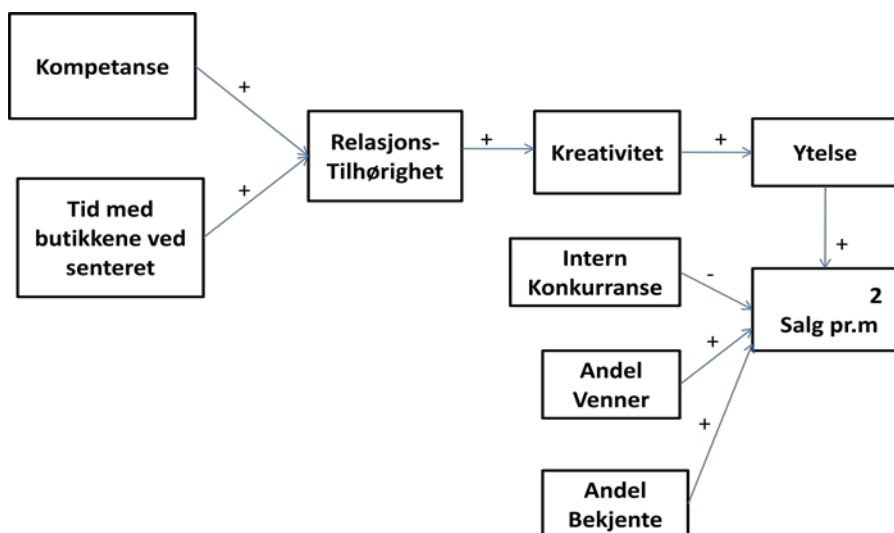 Kompetanse
+
Relasjons-
Tilhørighet
+
Kreativitet
+
Ytelse
+
Tid med
butikkene ved
senteret
+
Intern
Konkurranse
-
2
Salg pr.m
Andel
Venner
+
+
Andel
Bekjente